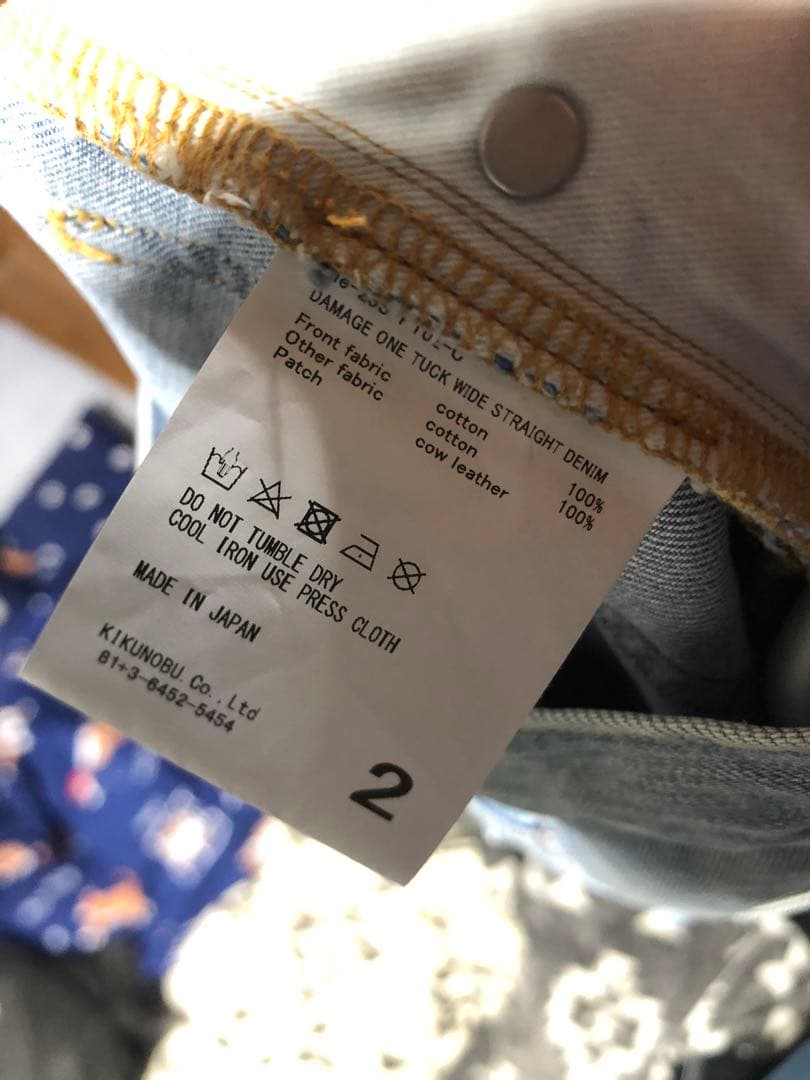 DAMAGE ONE TUCK WIDE STRAIGHT DENIM
Front fabric cotton 100%
Other fabric cotton 100%
Patch cow leather
DO NOT TUMBLE DRY
COOL IRON USE PRESS CLOTH
MADE IN JAPAN
KIKUNOBU. Co., Ltd
81+3-6452-5454
2